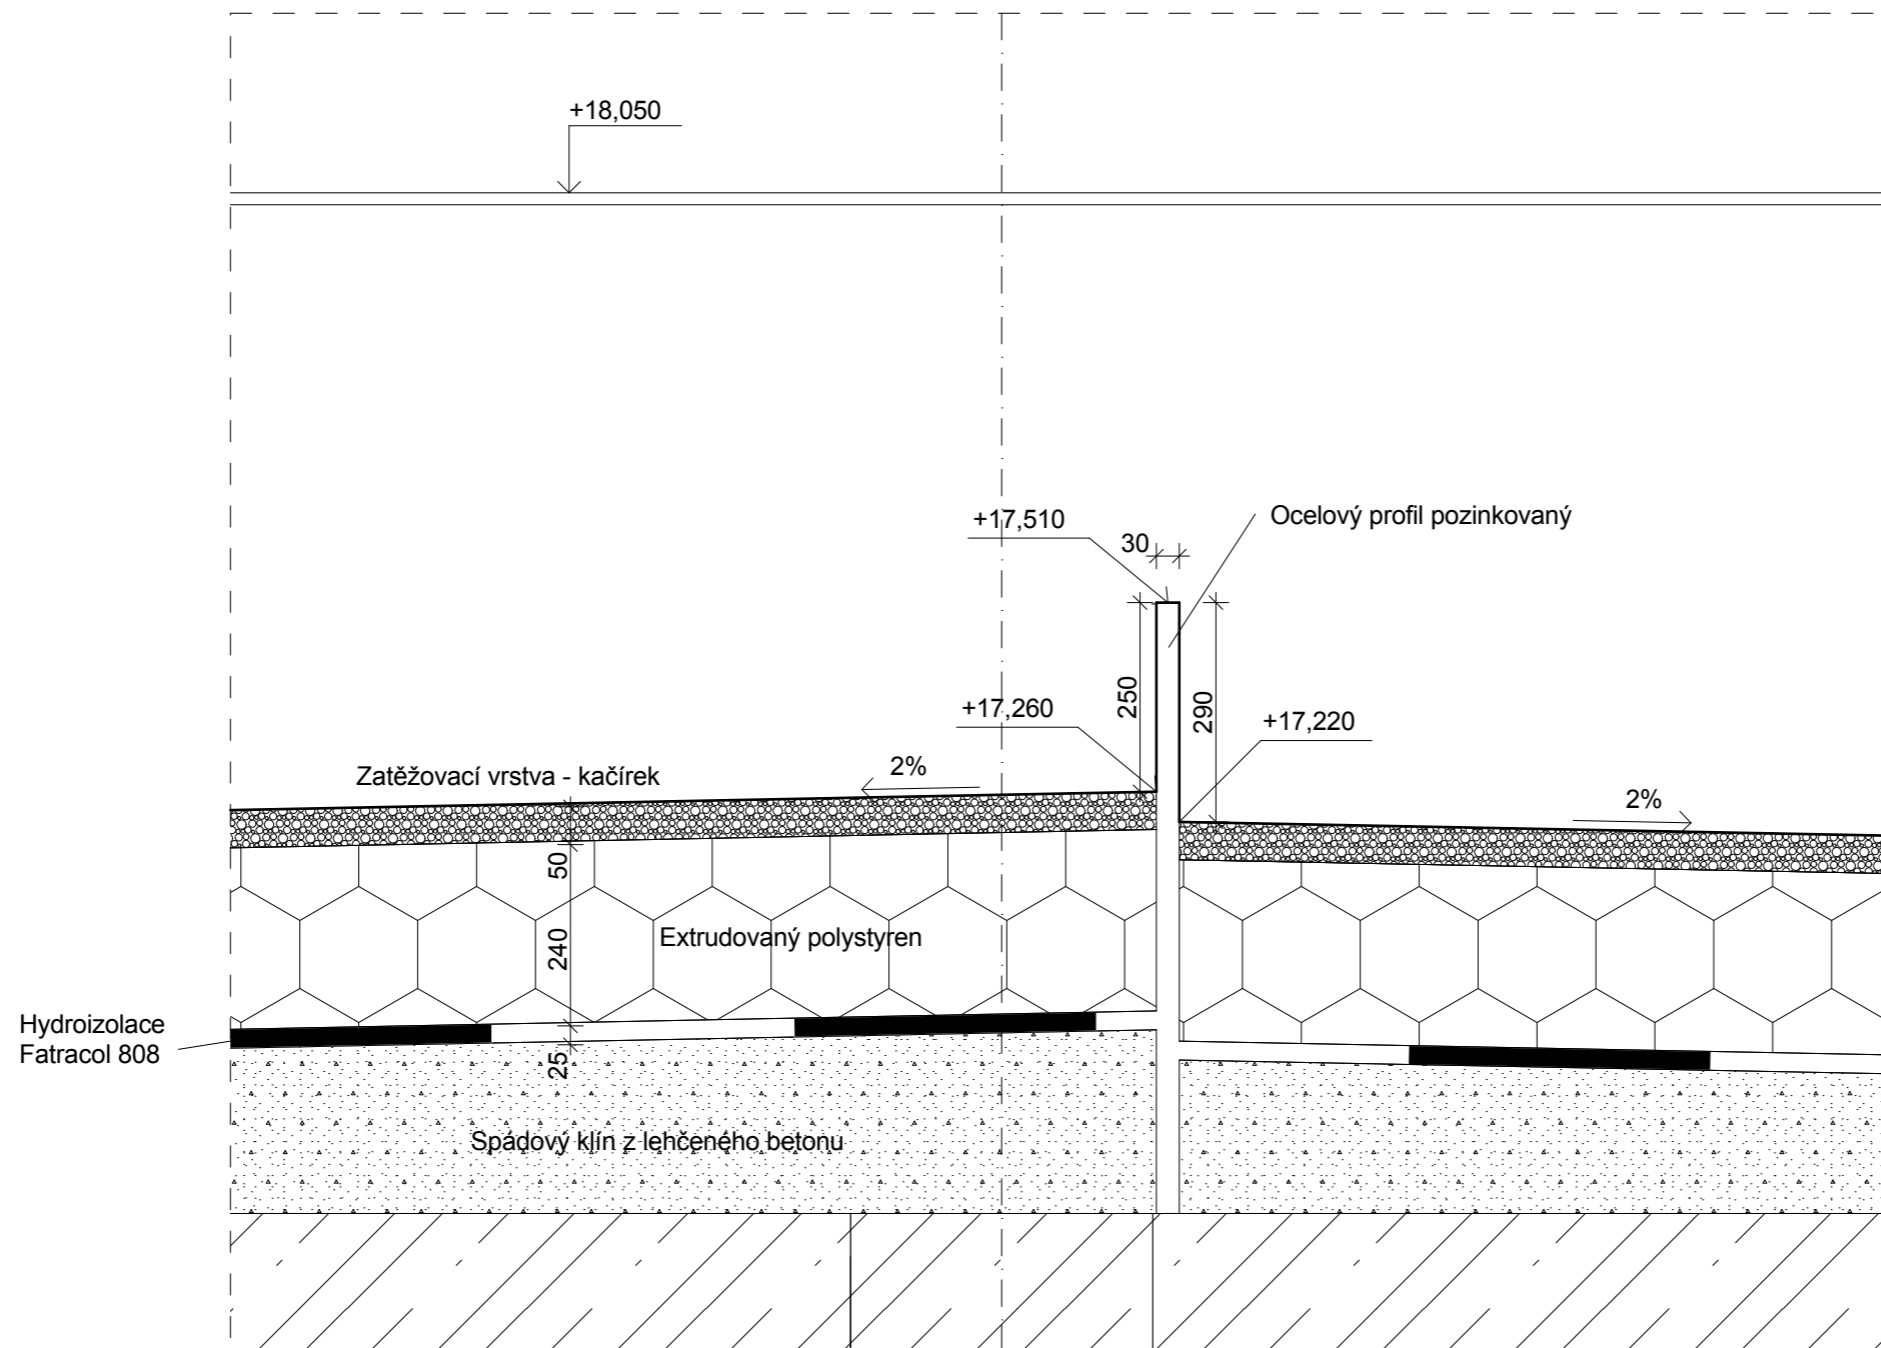 +18,050
+17,510
30
Ocelový profil pozinkovaný
250
290
+17,260
+17,220
Zatěžovací vrstva - kačírek
2%
2%
50
240
Extrudovaný polystyren
Hydroizolace
Fatracol 808
25
Spádový klín z lehčeného betonu